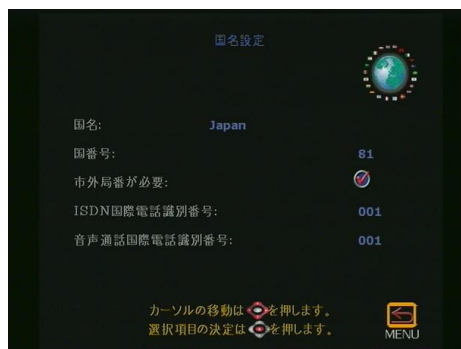 国名設定
国名: Japan
国番号: 81
市外局番が必要:
ISDN国際電話識別番号: 001
音声通話国際電話識別番号: 001
カーソルの移動は を押します。
選択項目の決定は を押します。
MENU